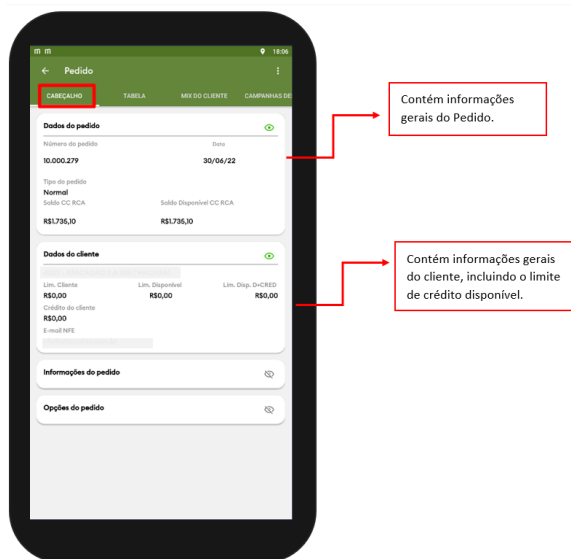 m m 18:06
← Pedido
CABEÇALHO TABELA MIX DO CLIENTE CAMPANHAS DE
Dados do pedido
Número do pedido Data
10.000.279 30/06/22
Tipo do pedido
Normal
Saldo CC RCA Saldo Disponivel CC RCA
R$1.735,10 R$1.735,10
Dados do cliente
Lim. Cliente Lim. Disponível Lim. Disp. D+CRED
R$0,00 R$0,00 R$0,00
Crédito do cliente
R$0,00
E-mail NFE
Informações do pedido
Opções do pedido
Contém informações
gerais do Pedido.
Contém informações gerais
do cliente, incluindo o limite
de crédito disponível.